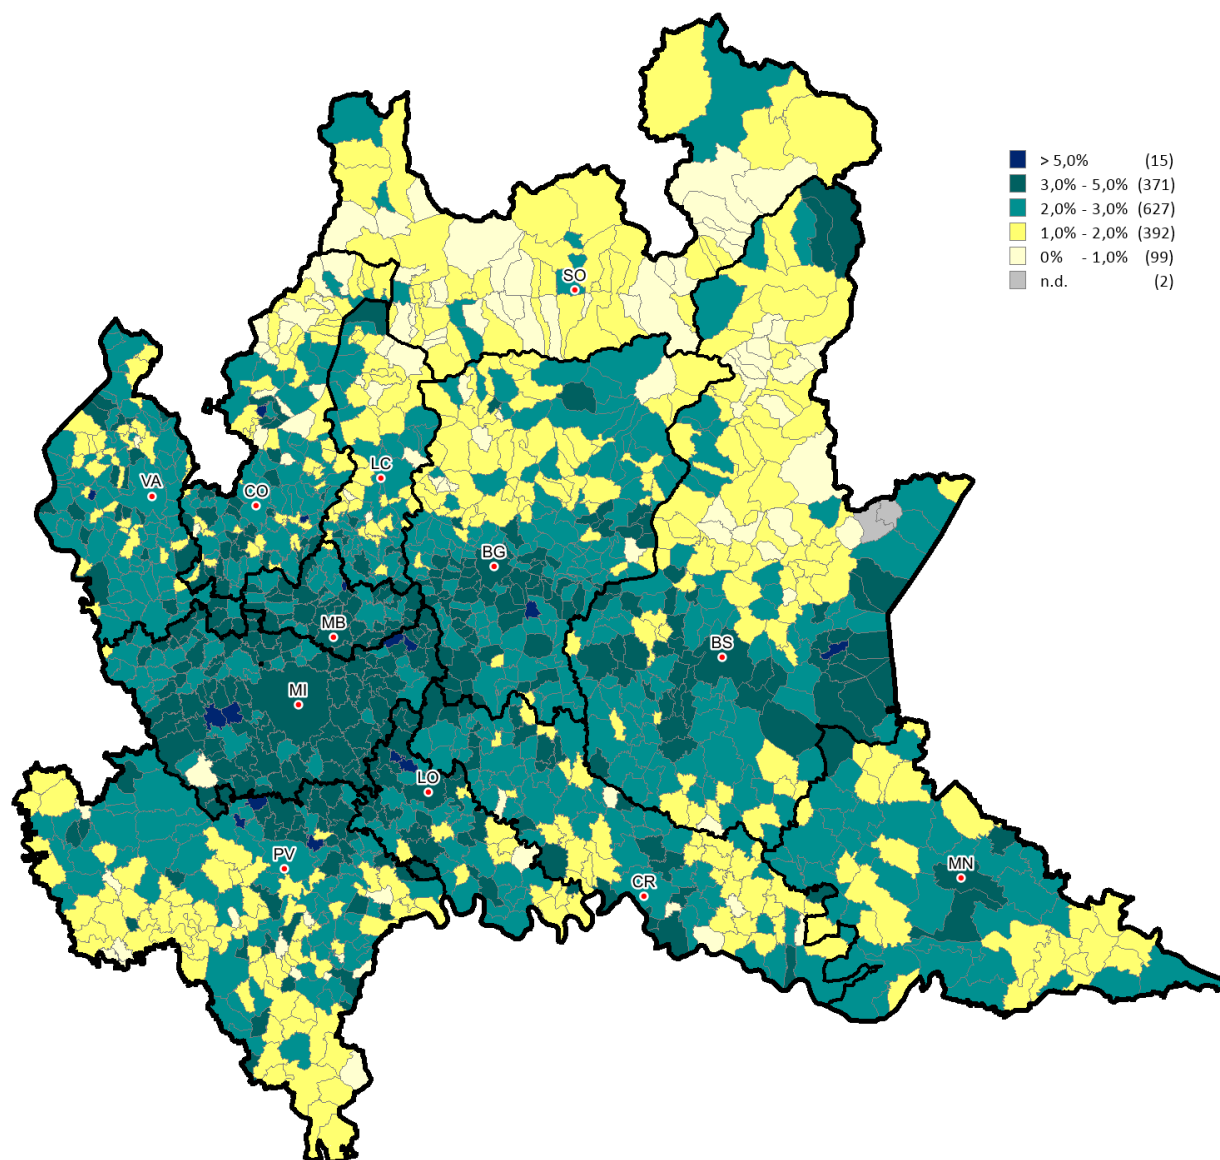 > 5,0% (15)
3,0% - 5,0% (371)
2,0% - 3,0% (627)
1,0% - 2,0% (392)
0% - 1,0% (99)
n.d. (2)
SO
LC
VA
CO
BG
MB
BS
MI
LO
PV
MN
CR